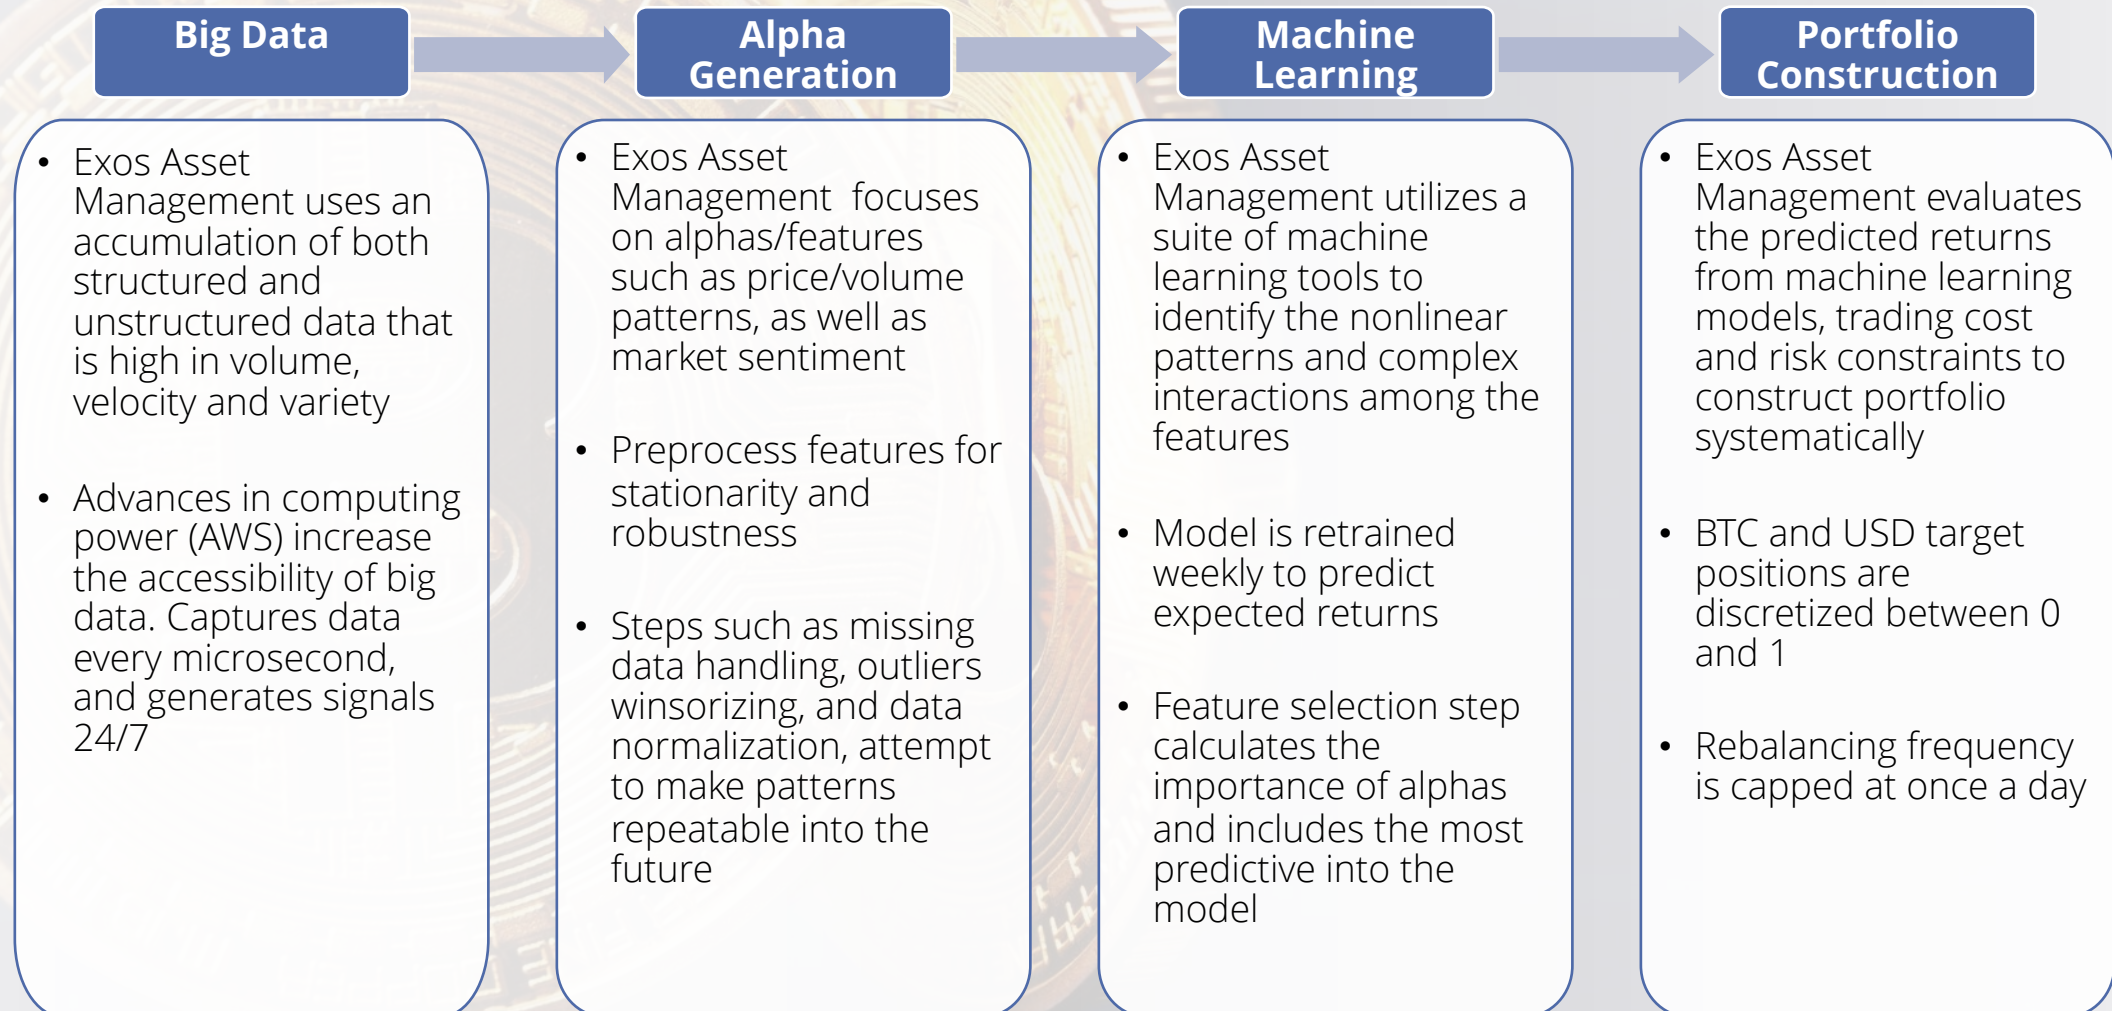 Big Data
Alpha
Generation
Machine
Learning
Portfolio
Construction
• Exos Asset
Management uses an
accumulation of both
structured and
unstructured data that
is high in volume,
velocity and variety
• Advances in computing
power (AWS) increase
the accessibility of big
data. Captures data
every microsecond,
and generates signals
24/7
• Exos Asset
Management  focuses
on alphas/features
such as price/volume
patterns, as well as
market sentiment
• Preprocess features for
stationarity and
robustness
• Steps such as missing
data handling, outliers
winsorizing, and data
normalization, attempt
to make patterns
repeatable into the
future
• Exos Asset
Management utilizes a
suite of machine
learning tools to
identify the nonlinear
patterns and complex
interactions among the
features
• Model is retrained
weekly to predict
expected returns
• Feature selection step
calculates the
importance of alphas
and includes the most
predictive into the
model
• Exos Asset
Management evaluates
the predicted returns
from machine learning
models, trading cost
and risk constraints to
construct portfolio
systematically
• BTC and USD target
positions are
discretized between 0
and 1
• Rebalancing frequency
is capped at once a day